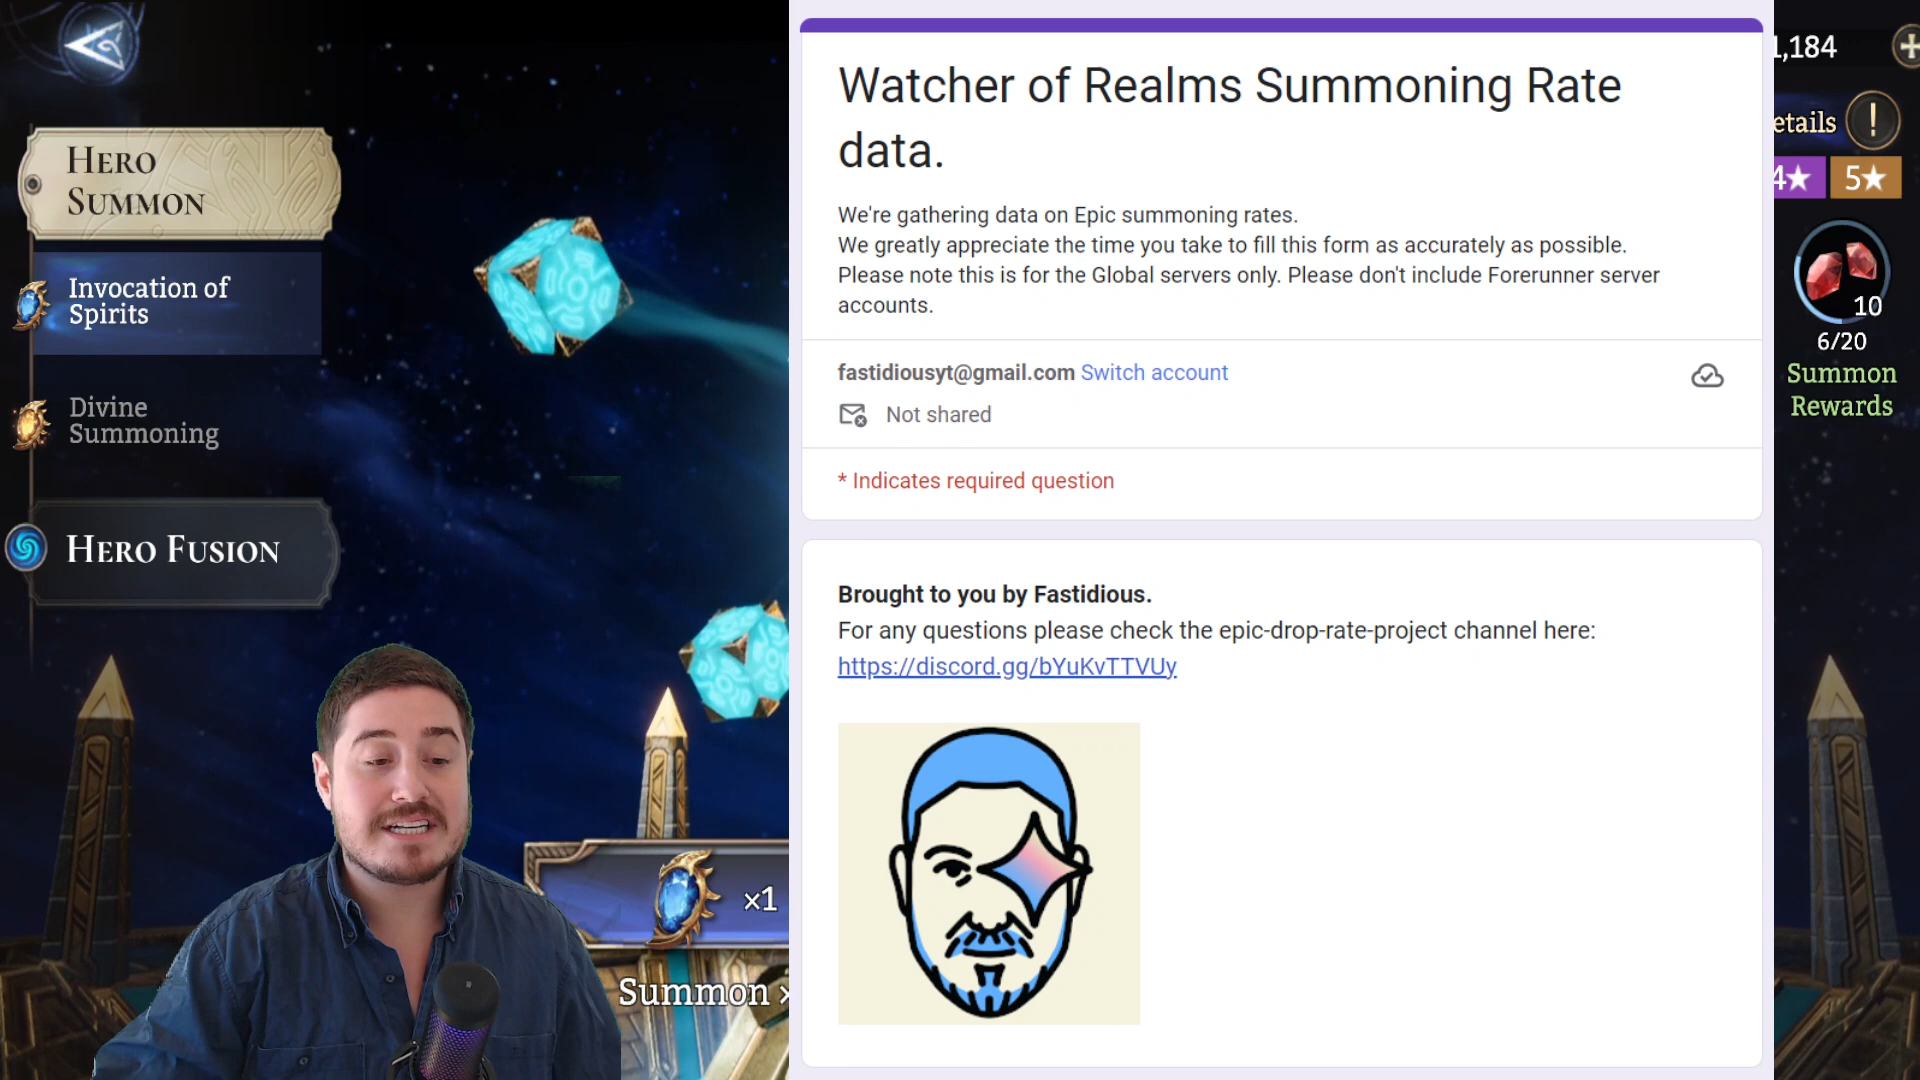 Hero
Summon
Invocation of
Spirits
Divine
Summoning
Hero Fusion
x1
Summon
Watcher of Realms Summoning Rate
data.
We're gathering data on Epic summoning rates.
We greatly appreciate the time you take to fill this form as accurately as possible.
Please note this is for the Global servers only. Please don't include Forerunner server
accounts.
fastidiousyt@gmail.com Switch account
Not shared
* Indicates required question
Brought to you by Fastidious.
For any questions please check the epic-drop-rate-project channel here:
https://discord.gg/bYuKvTTVUy
1,184
etails !
4★ 5★
10
6/20
Summon
Rewards